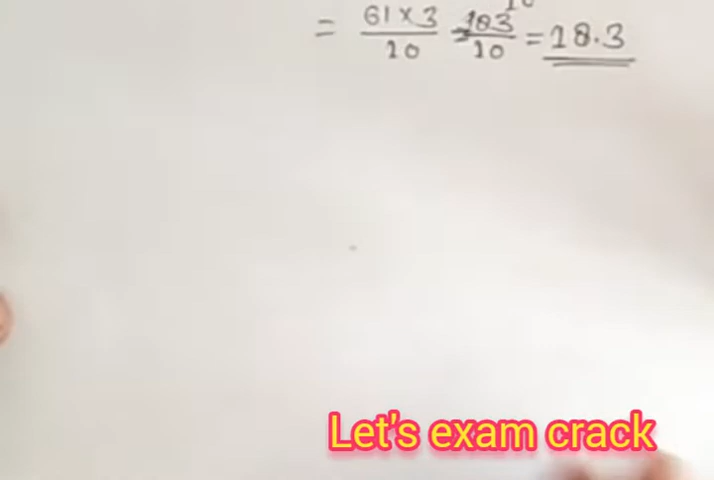 = 61 × 3 / 10 = 183 / 10 = 18.3
Let's exam crack